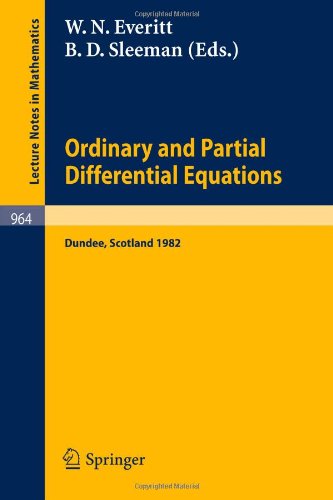 W. N. Everitt
B. D. Sleeman (Eds.)
Lecture Notes in Mathematics
964
Ordinary and Partial
Differential Equations
Dundee, Scotland 1982
Springer